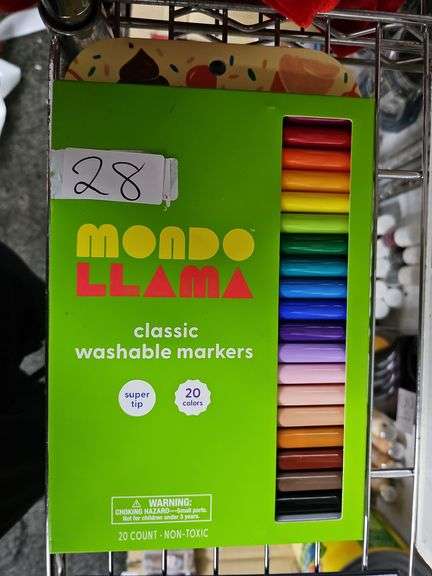 28
MONDO
LLAMA
classic
washable markers
super
tip
20
colors
WARNING:
CHOKING HAZARD—Small parts.
Not for children under 3 years.
20 COUNT · NON-TOXIC